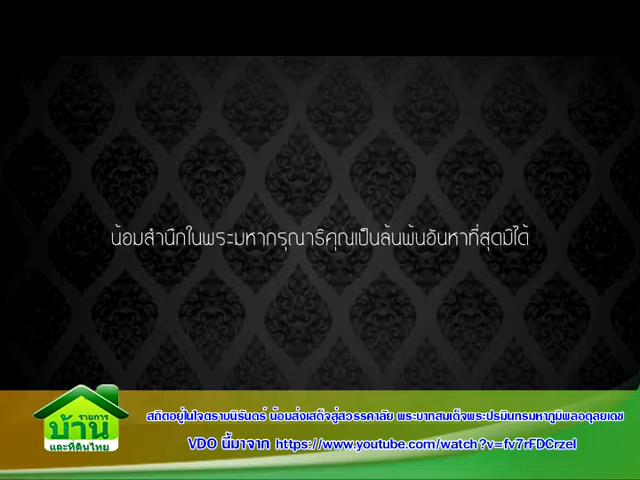 น้อมสำนึกในพระมหากรุณาธิคุณเป็นล้นพ้นอันหาที่สุดมิได้
สถิตอยู่ในใจตราบนิรันดร์ น้อมส่งเสด็จสู่สวรรคาลัย พระบาทสมเด็จพระปรมินทรมหาภูมิพลอดุลยเดช
รายการ
บ้าน
และที่ดินไทย
VDO นี้มาจาก https://www.youtube.com/watch?v=fv7rFDCrzeI